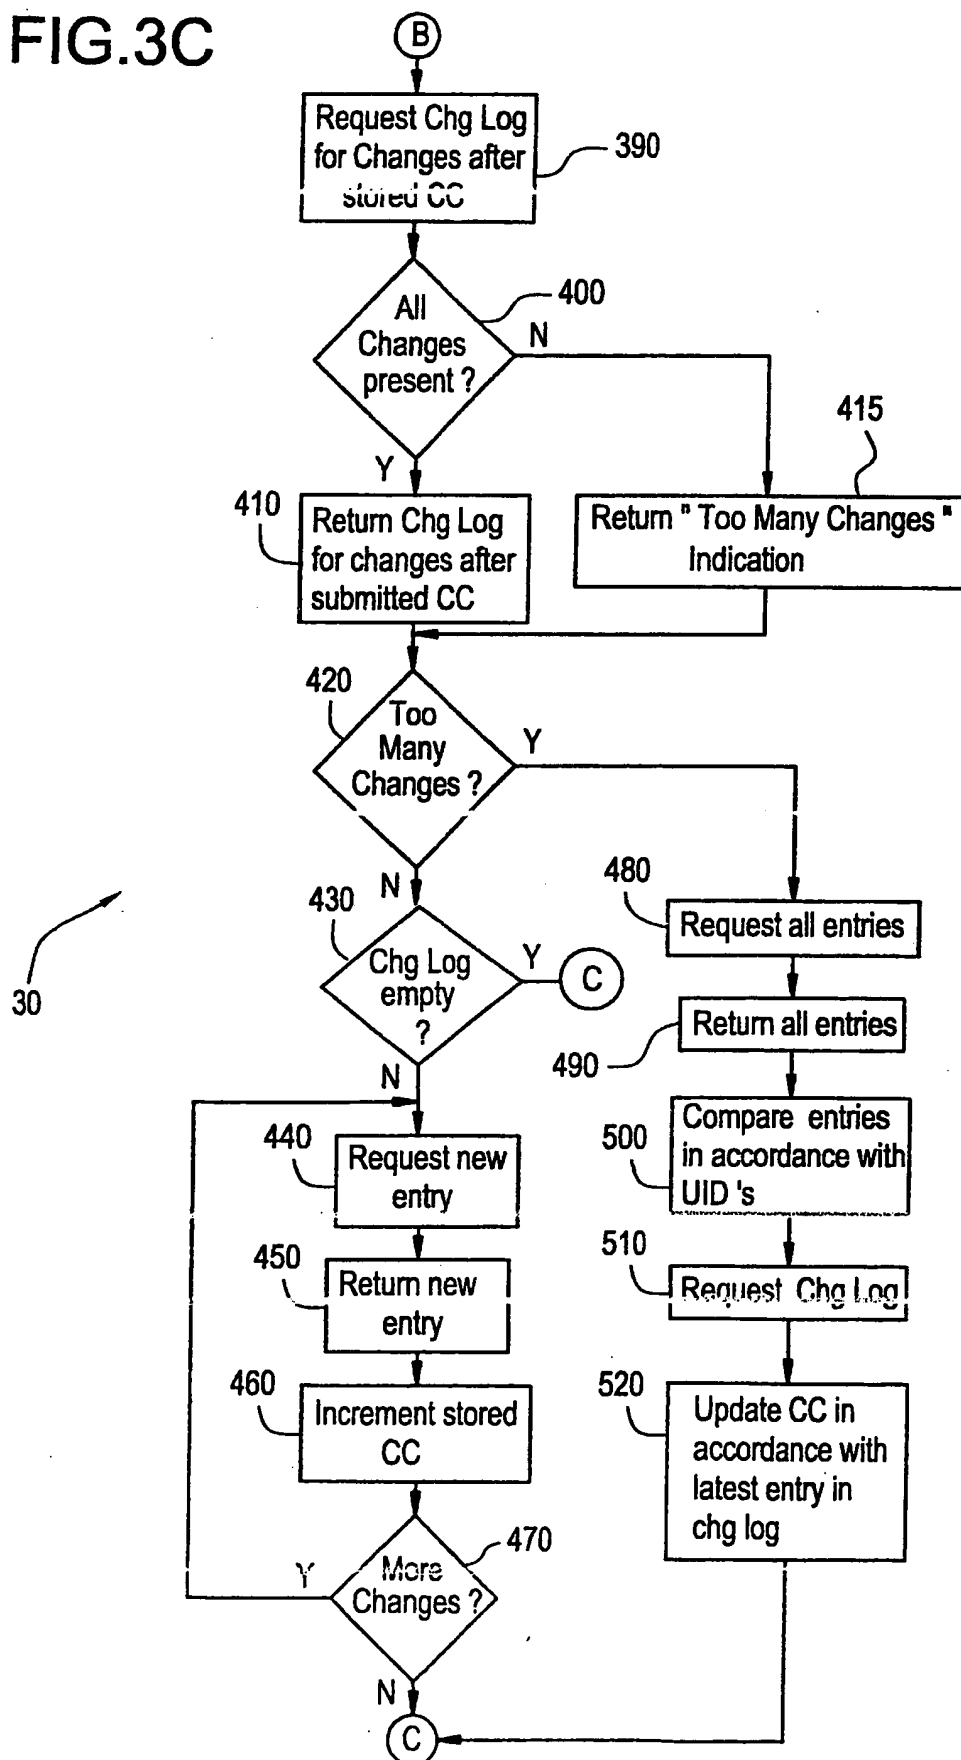 FIG.3C
B
Request Chg Log
for Changes after
stored CC
390
All
Changes
present ?
400
N
Y
415
410
Return Chg Log
for changes after
submitted CC
Return " Too Many Changes "
Indication
420
Too
Many
Changes ?
Y
N
430
Chg Log
empty
?
Y
C
N
480
Request all entries
Return all entries
490
30
440
Request new
entry
500
Compare entries
in accordance with
UID 's
450
Return new
entry
510
Request Chg Log
460
Increment stored
CC
520
Update CC in
accordance with
latest entry in
chg log
More
Changes ?
470
Y
N
C